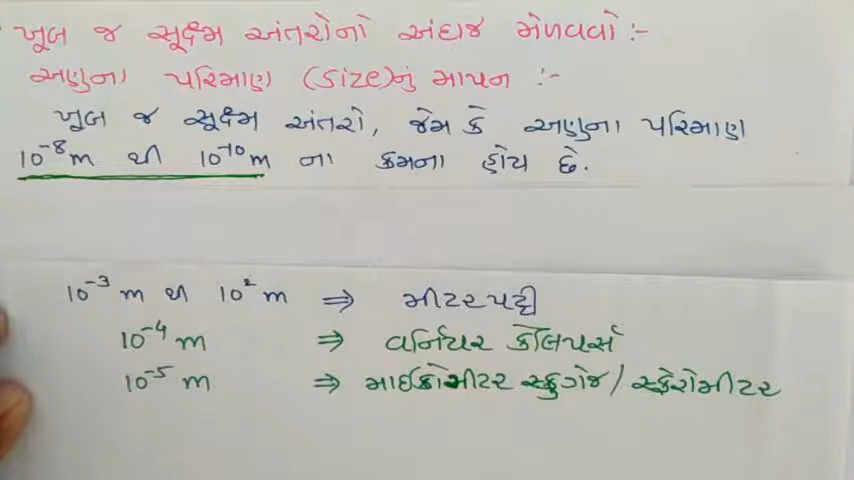 ખૂબ જ સૂક્ષ્મ અંતરોનો અંદાજ મેળવવો :-
અણુના પરિમાણ (Size)નું માપન :-
ખૂબ જ સૂક્ષ્મ અંતરો, જેમ કે અણુના પરિમાણ
10⁻⁸m થી 10⁻¹⁰m ના ક્રમના હોય છે.
10⁻³ m થી 10² m ⇒ મીટરપટ્ટી
10⁻⁴ m ⇒ વર્નિયર કેલિપર્સ
10⁻⁵ m ⇒ માઈક્રોમીટર સ્ક્રુગેજ / સ્ફેરોમીટર